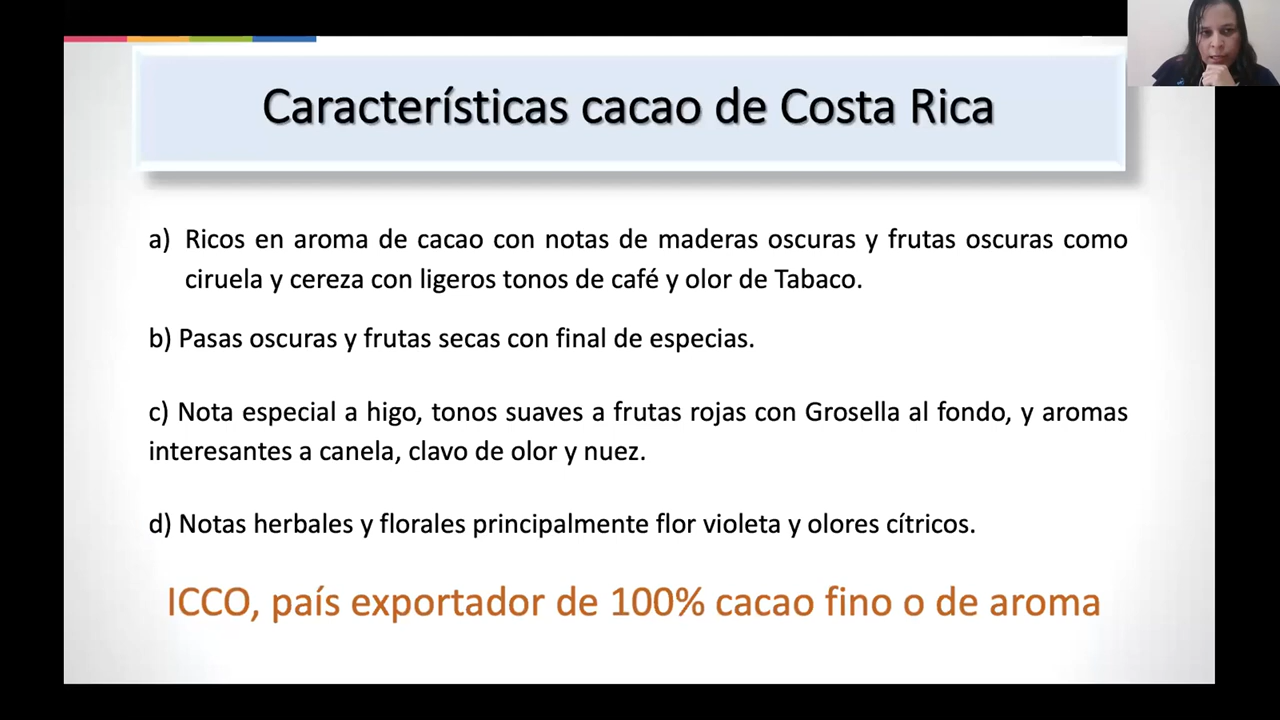 Características cacao de Costa Rica
a) Ricos en aroma de cacao con notas de maderas oscuras y frutas oscuras como
ciruela y cereza con ligeros tonos de café y olor de Tabaco.
b) Pasas oscuras y frutas secas con final de especias.
c) Nota especial a higo, tonos suaves a frutas rojas con Grosella al fondo, y aromas
interesantes a canela, clavo de olor y nuez.
d) Notas herbales y florales principalmente flor violeta y olores cítricos.
ICCO, país exportador de 100% cacao fino o de aroma